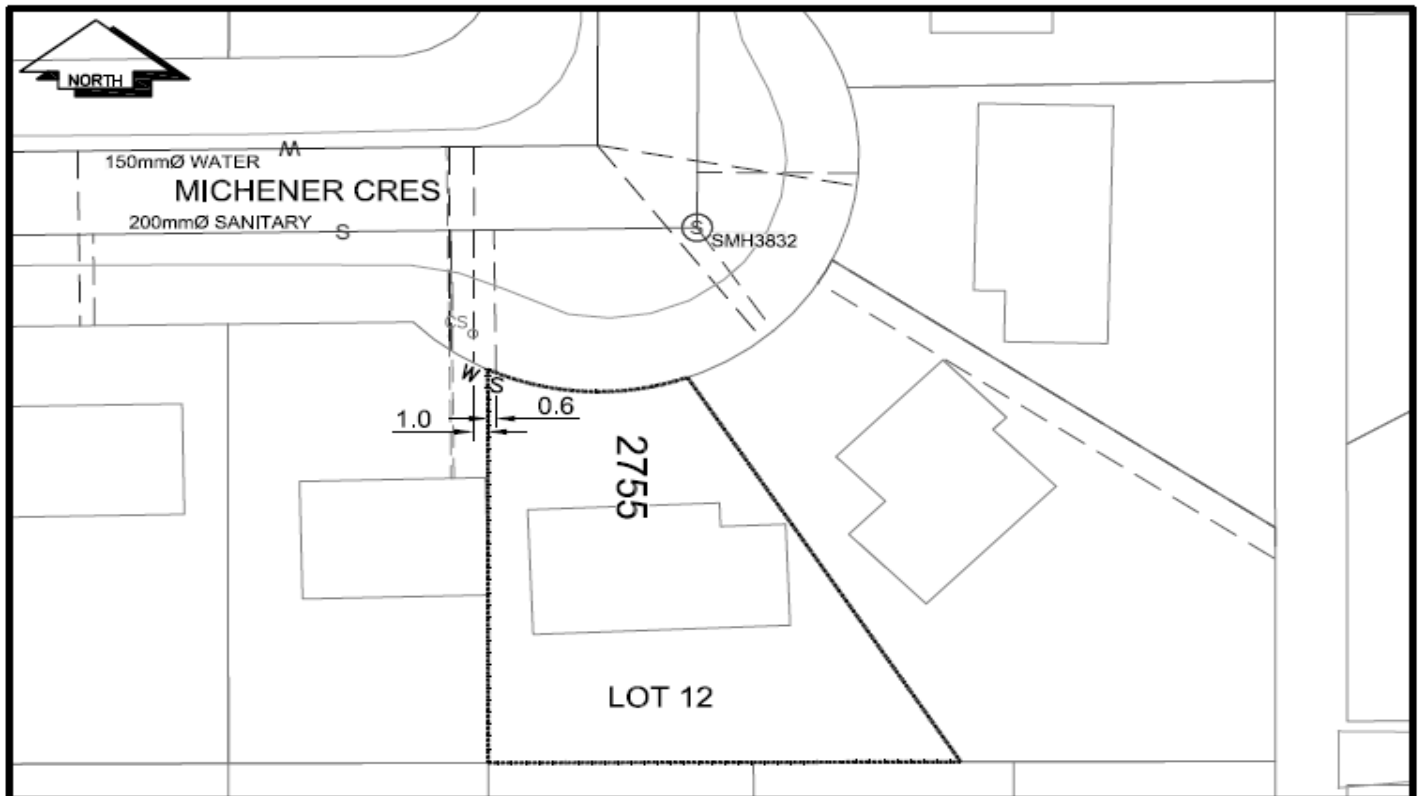 NORTH
W
150mmØ WATER
MICHENER CRES
200mmØ SANITARY
S
S
SMH3832
CS
W
S
1.0
0.6
2755
LOT 12